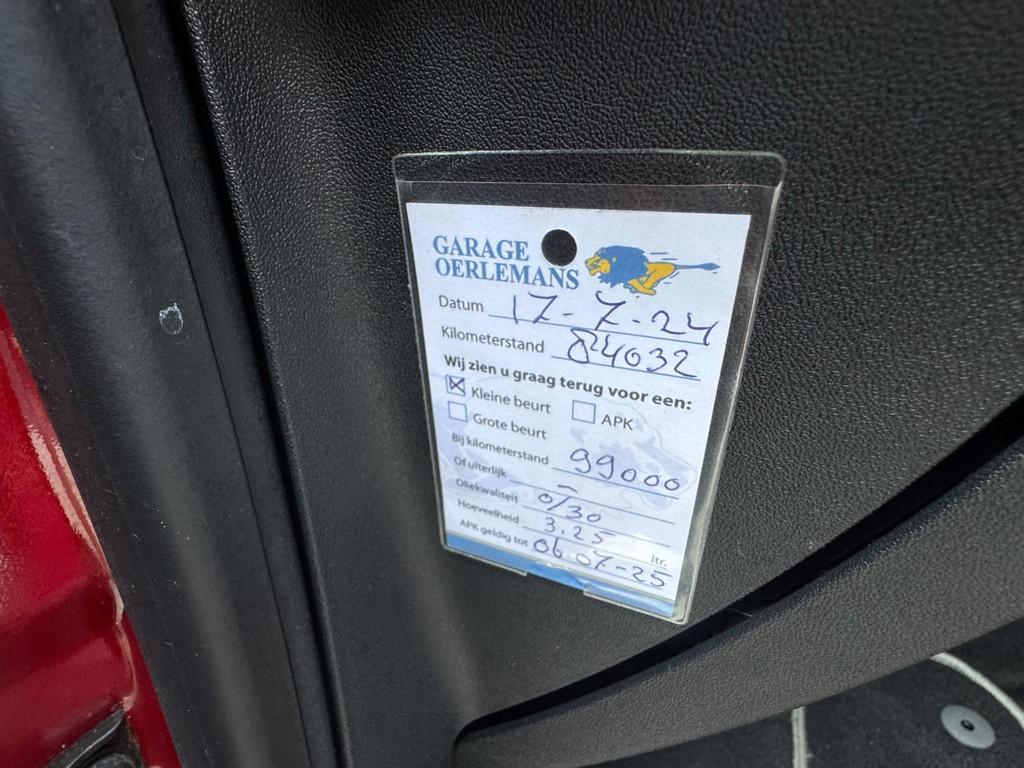 GARAGE
OERLEMANS
Datum 17-7-24
Kilometerstand 84032
Wij zien u graag terug voor een:
Kleine beurt APK
Grote beurt
Bij kilometerstand 99000
Of uiterlijk -
Oliekwaliteit 0/30
Hoeveelheid 3.25 ltr.
APK geldig tot 06-07-25